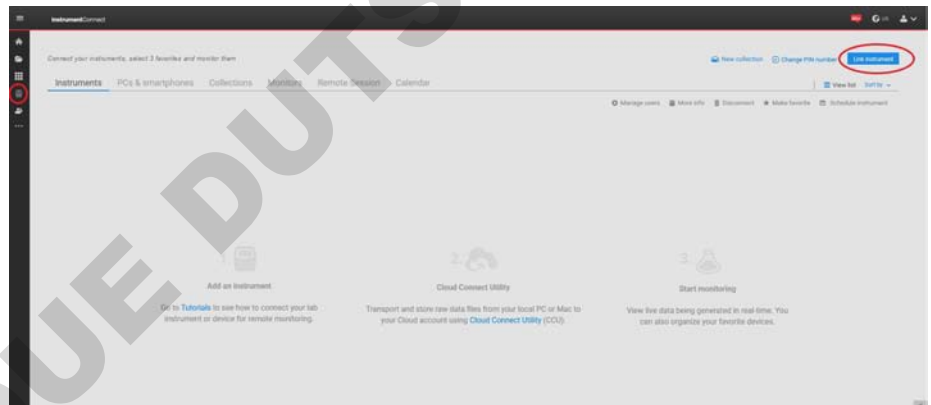 InstrumentConnect
US
Connect your instruments, select 3 favorites and monitor them
New collection Change PIN number Link instrument
Instruments PCs & smartphones Collections Monitors Remote Session Calendar
View list Sort by
Manage users More info Disconnect Make favorite Schedule instrument
1.
2.
3.
Add an instrument
Cloud Connect Utility
Start monitoring
Go to Tutorials to see how to connect your lab
instrument or device for remote monitoring.
Transport and store raw data files from your local PC or Mac to
your Cloud account using Cloud Connect Utility (CCU).
View live data being generated in real-time. You
can also organize your favorite devices.
UE DUTS